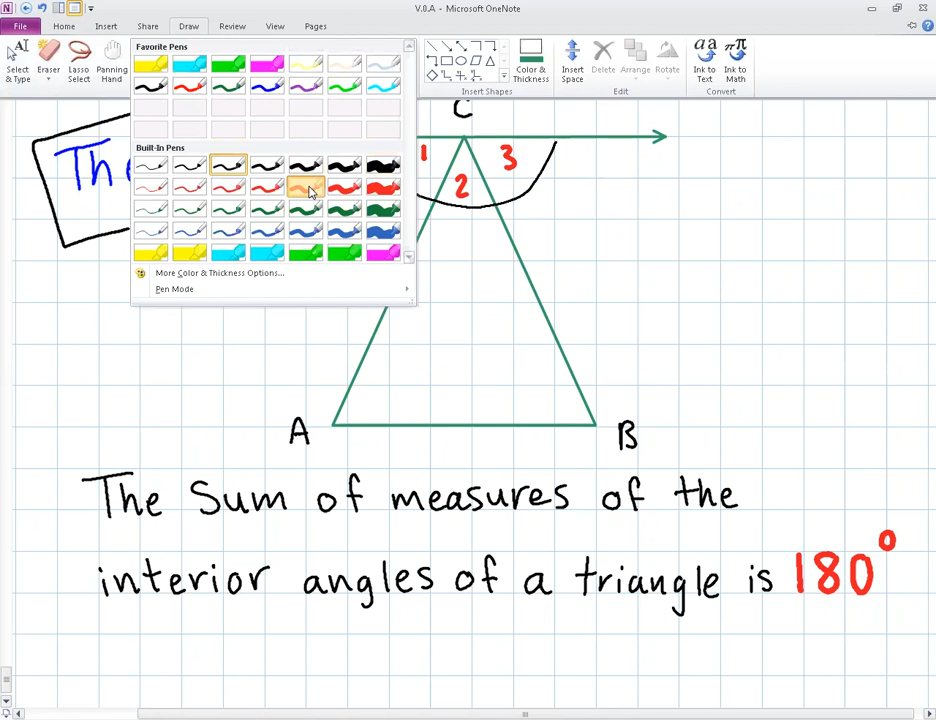 V.8.A - Microsoft OneNote
File Home Insert Share Draw Review View Pages
Select & Type
Eraser
Lasso Select
Panning Hand
Favorite Pens
Built-In Pens
More Color & Thickness Options...
Pen Mode
Color & Thickness
Insert Shapes
Insert Space
Delete
Arrange
Rotate
Edit
aα Ink to Text
π Ink to Math
Convert
C
The
1
2
3
A
B
The Sum of measures of the
interior angles of a triangle is 180°